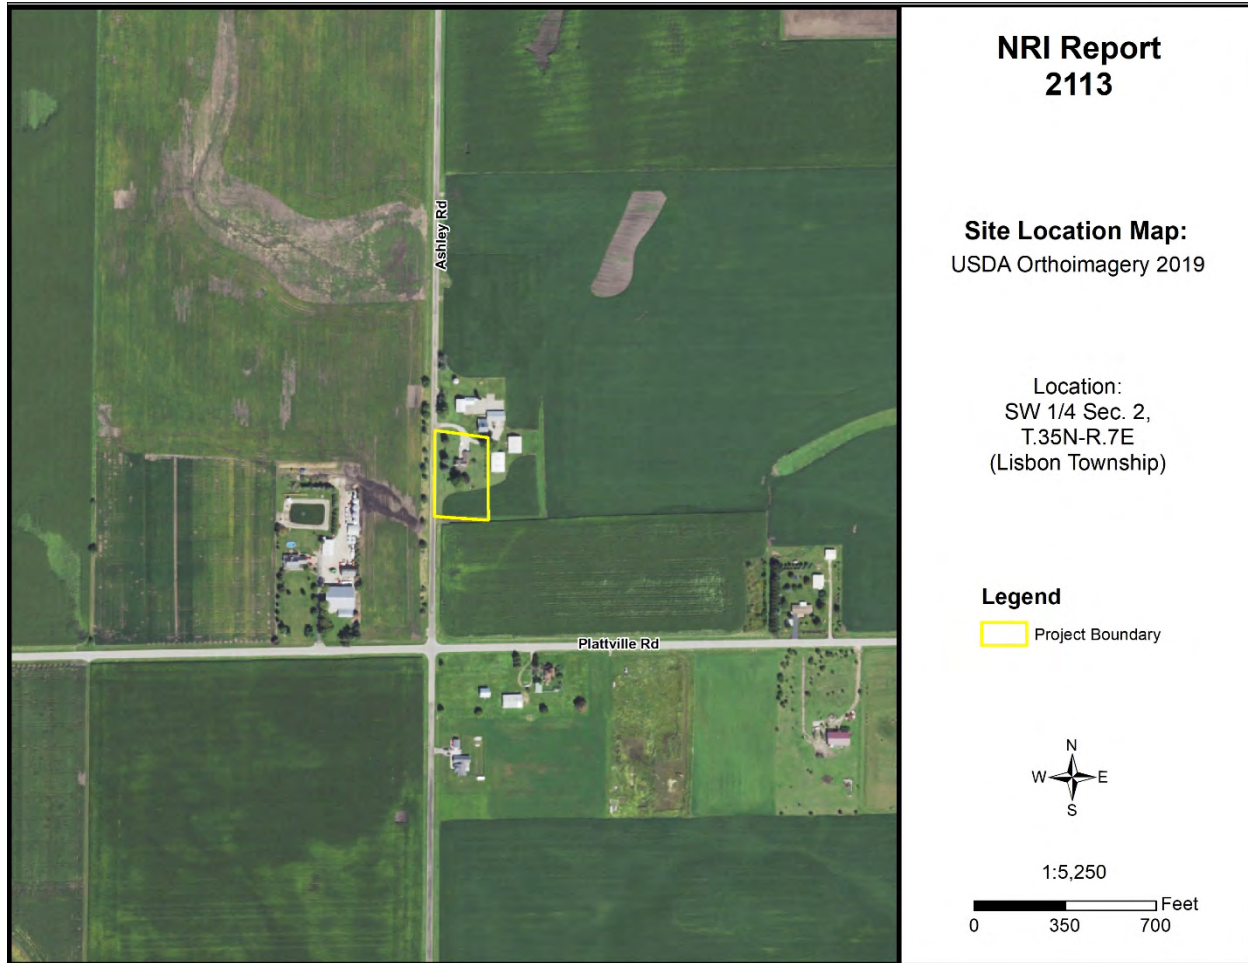 NRI Report
2113
Site Location Map:
USDA Orthoimagery 2019
Location:
SW 1/4 Sec. 2,
T.35N-R.7E
(Lisbon Township)
Legend
Project Boundary
N
W E
S
1:5,250
Feet
0 350 700
Ashley Rd
Plattville Rd